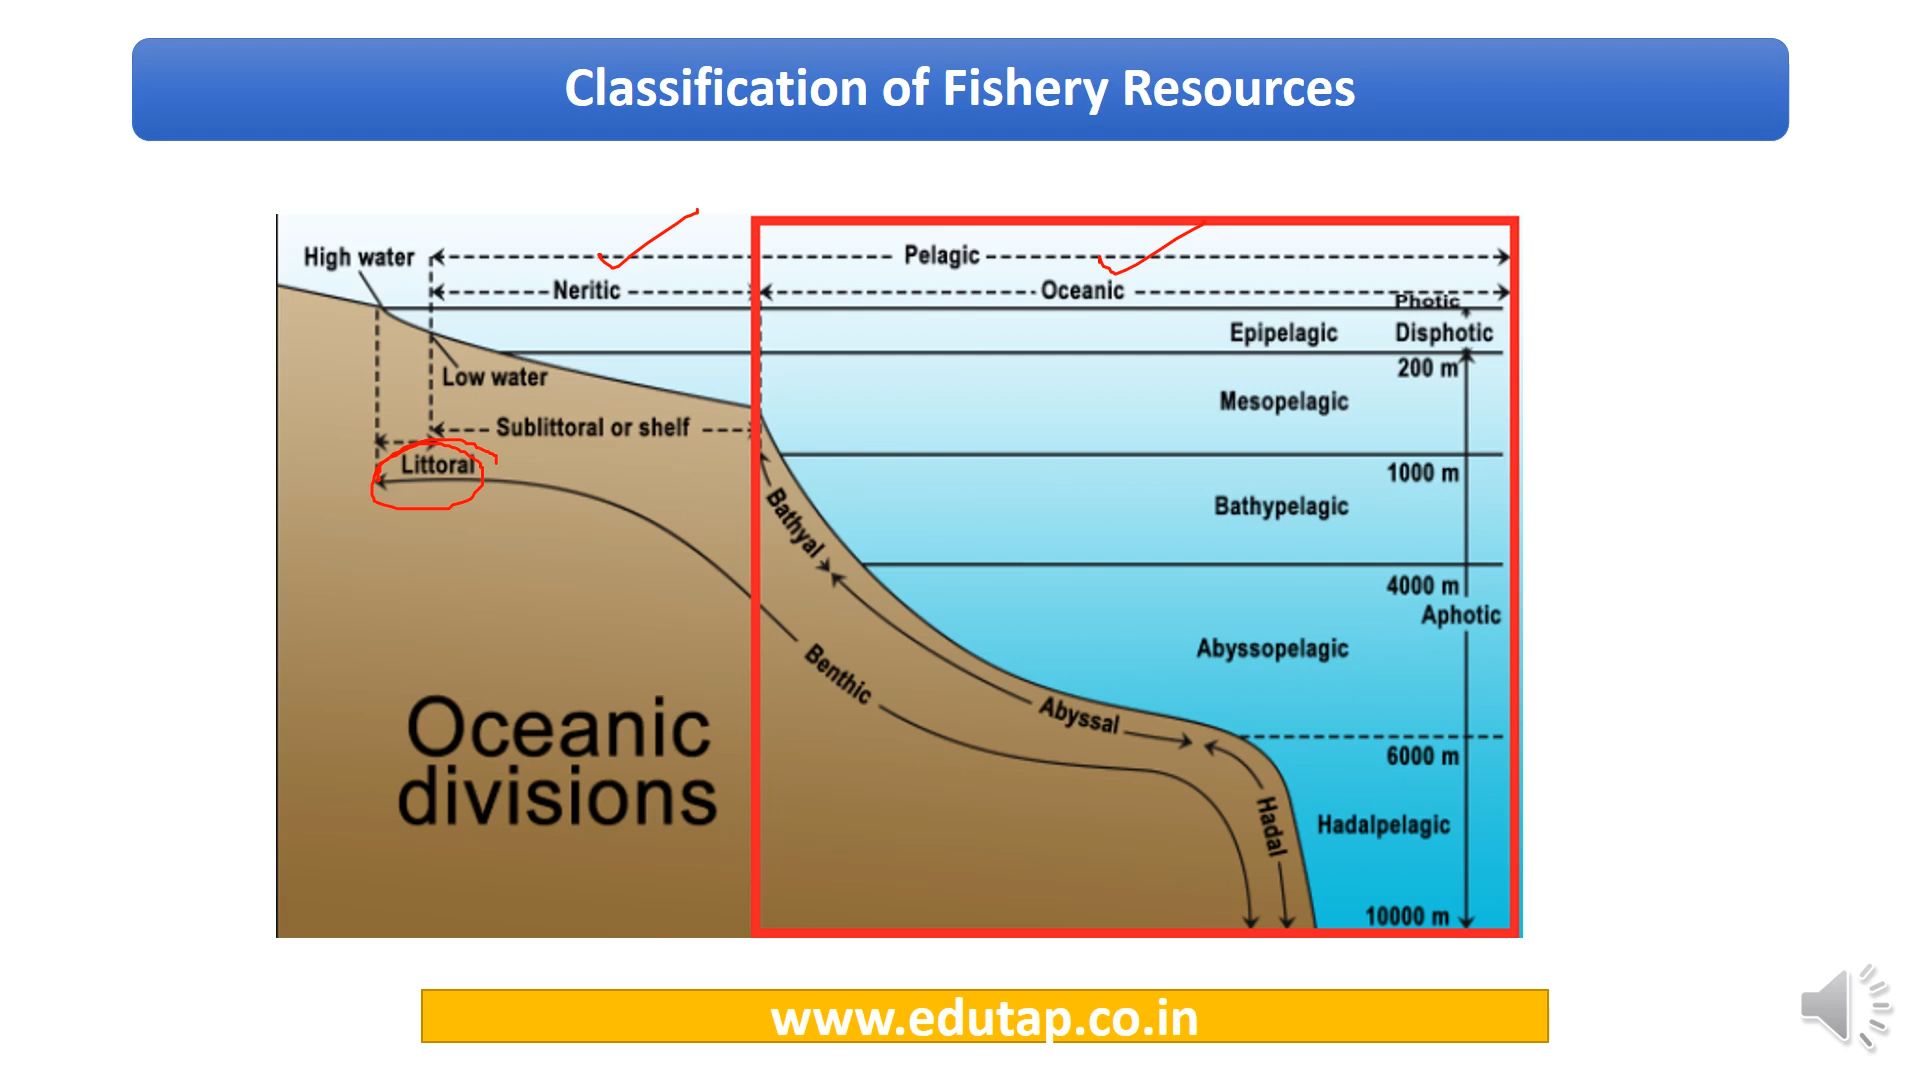 Classification of Fishery Resources
High water
Pelagic
Neritic
Oceanic
Photic
Epipelagic
Disphotic
200 m
Low water
Mesopelagic
Sublittoral or shelf
Littoral
1000 m
Bathyal
Bathypelagic
4000 m
Aphotic
Benthic
Abyssopelagic
Abyssal
Oceanic
divisions
6000 m
Hadal
Hadalpelagic
10000 m
www.edutap.co.in